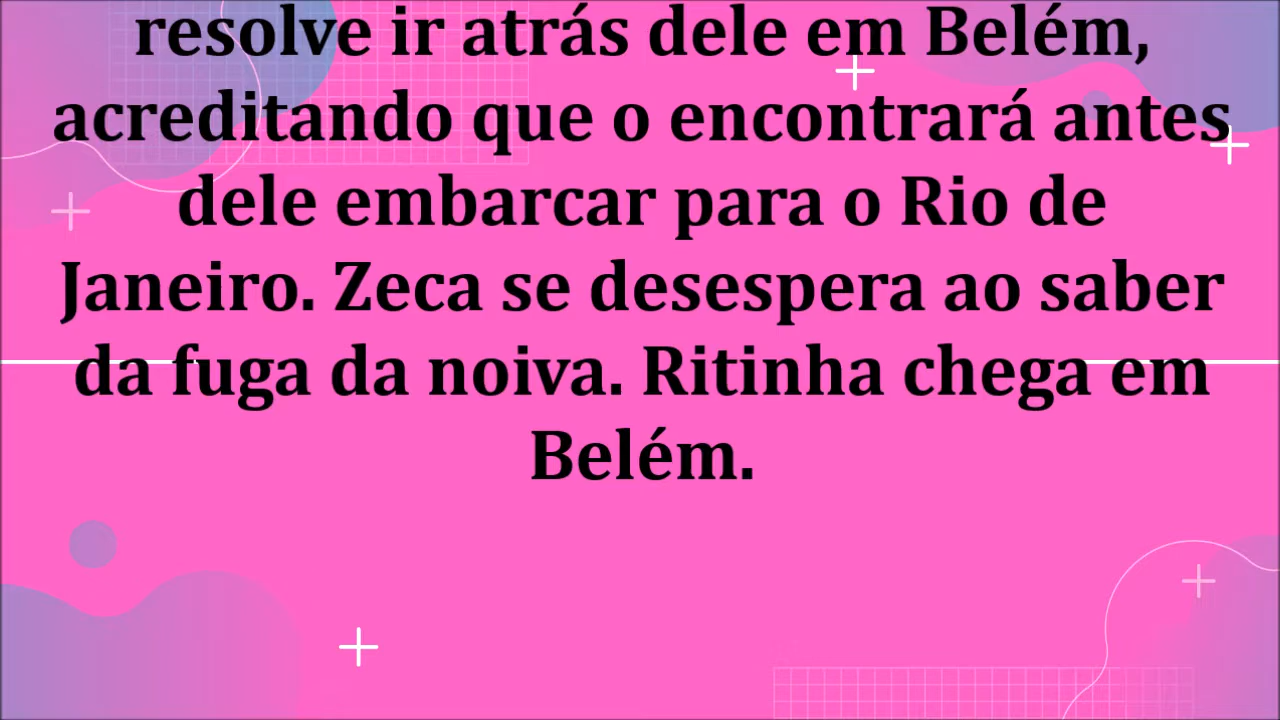 resolve ir atrás dele em Belém,
acreditando que o encontrará antes
dele embarcar para o Rio de
Janeiro. Zeca se desespera ao saber
da fuga da noiva. Ritinha chega em
Belém.